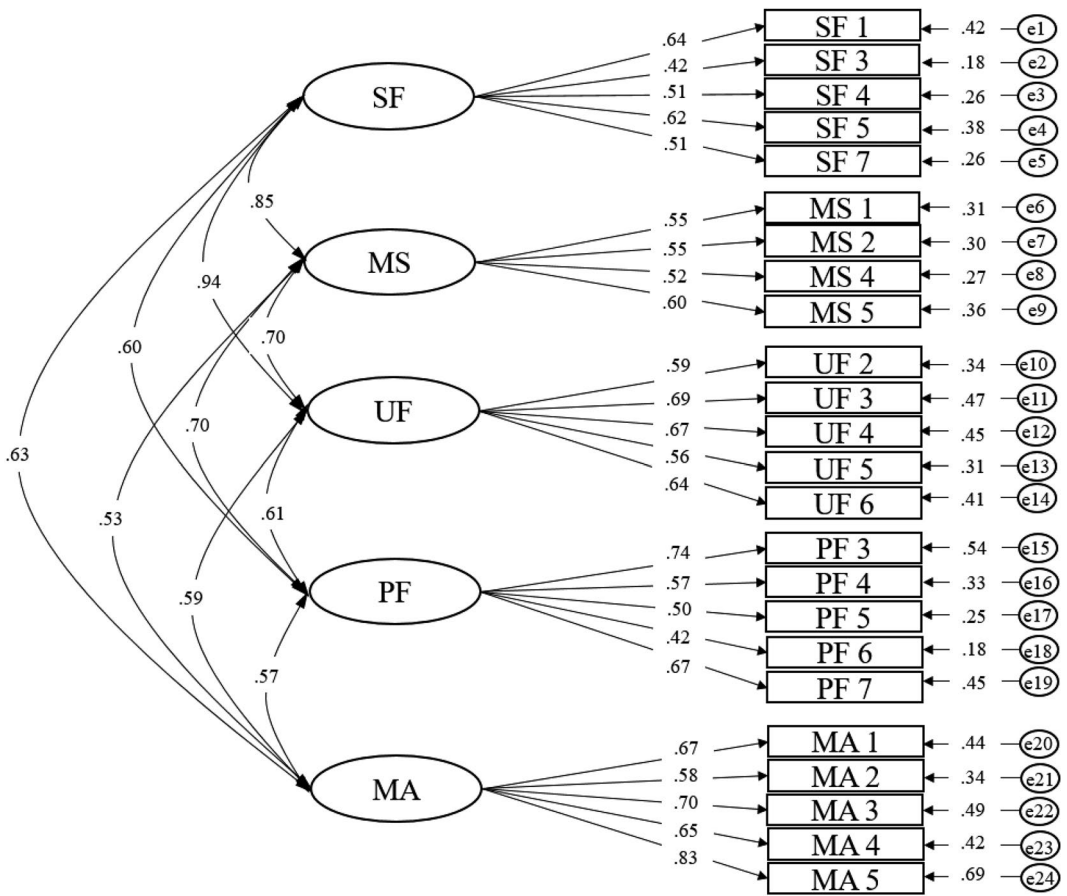 .64 SF 1 .42 e1
.42 SF 3 .18 e2
SF .51 SF 4 .26 e3
.62 SF 5 .38 e4
.51 SF 7 .26 e5
.85
.55 MS 1 .31 e6
.55 MS 2 .30 e7
MS .52 MS 4 .27 e8
.60 MS 5 .36 e9
.94
.70
.60
.59 UF 2 .34 e10
.69 UF 3 .47 e11
UF .67 UF 4 .45 e12
.56 UF 5 .31 e13
.64 UF 6 .41 e14
.70
.63
.53 .61
.74 PF 3 .54 e15
.57 PF 4 .33 e16
.59 PF .50 PF 5 .25 e17
.42 PF 6 .18 e18
.67 PF 7 .45 e19
.57
.67 MA 1 .44 e20
.58 MA 2 .34 e21
MA .70 MA 3 .49 e22
.65 MA 4 .42 e23
.83 MA 5 .69 e24